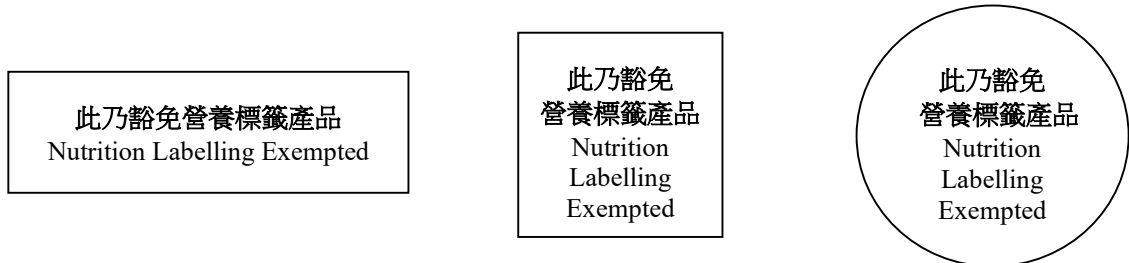 此乃豁免營養標籤產品
Nutrition Labelling Exempted
此乃豁免
營養標籤產品
Nutrition
Labelling
Exempted
此乃豁免
營養標籤產品
Nutrition
Labelling
Exempted